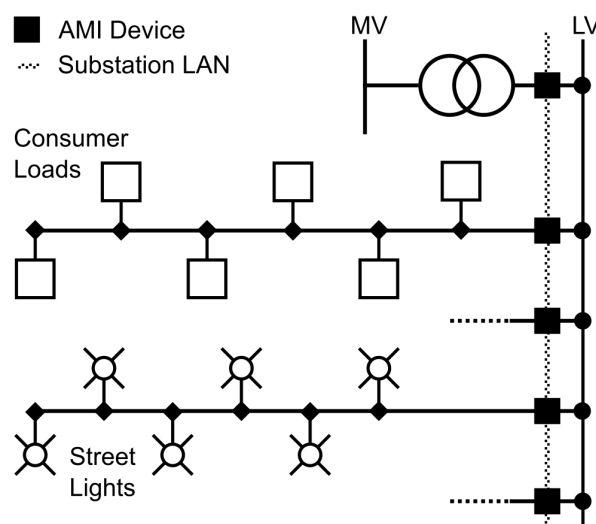 AMI Device
Substation LAN
MV
LV
Consumer
Loads
Street
Lights